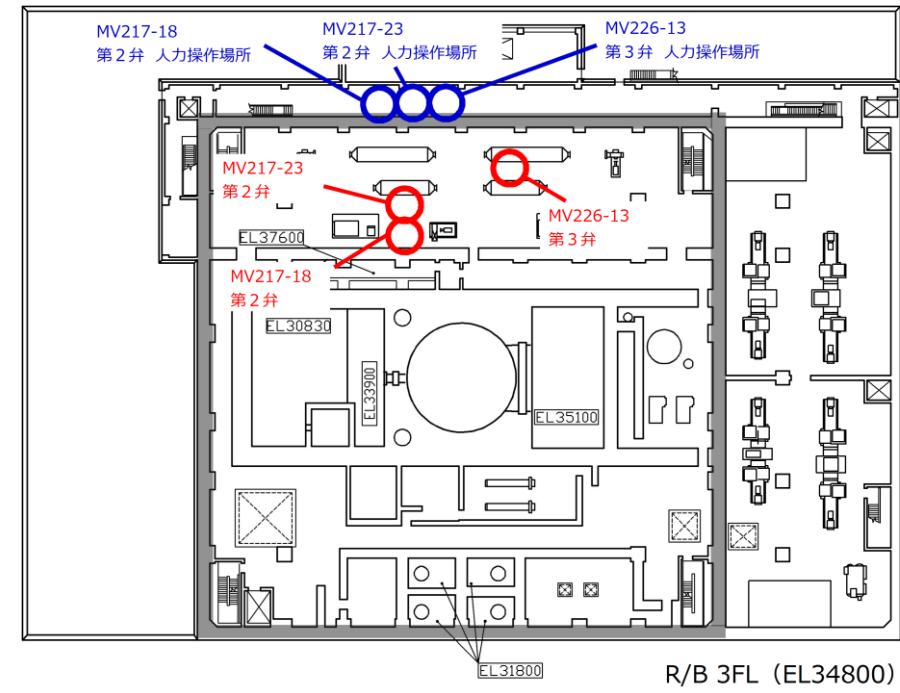 MV217-18
第２弁 人力操作場所
MV217-23
第２弁 人力操作場所
MV226-13
第３弁 人力操作場所
MV217-23
第２弁
MV226-13
第３弁
EL37600
MV217-18
第２弁
EL30830
EL33900
EL35100
EL31800
R/B 3FL（EL34800）